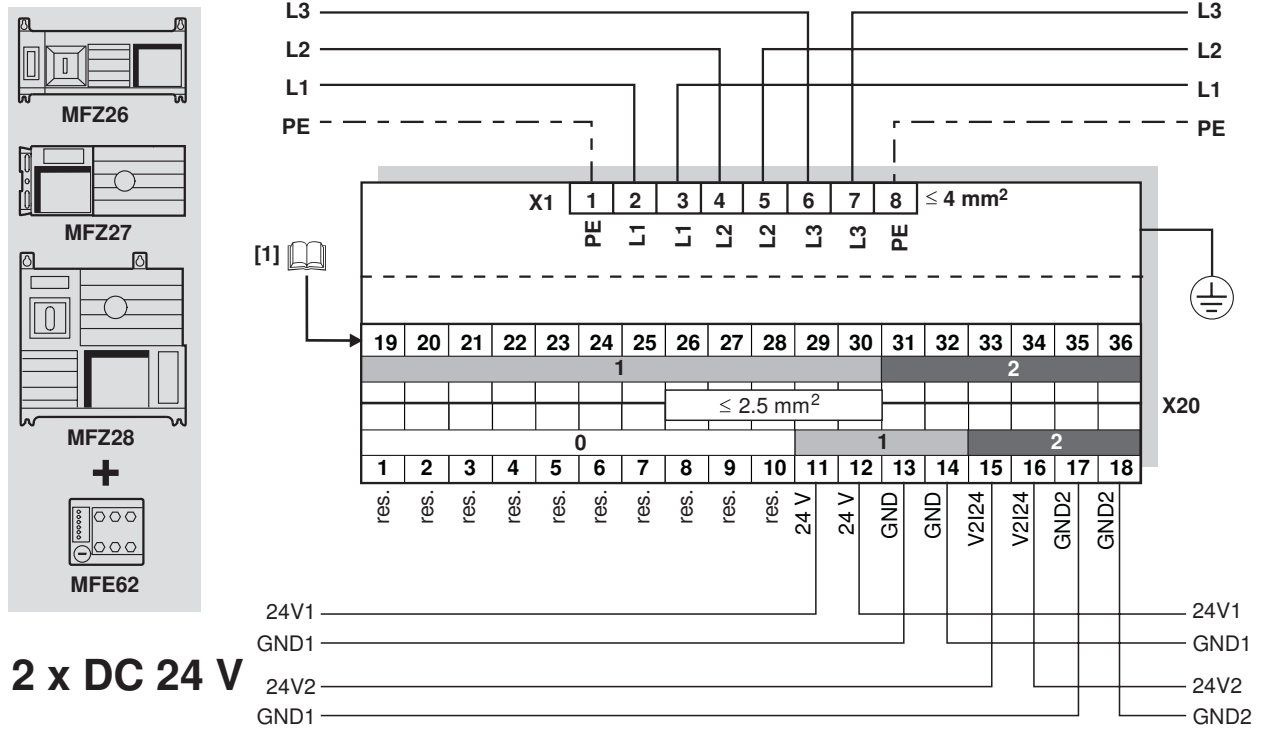 MFZ26
MFZ27
MFZ28
+
MFE62
2 x DC 24 V
L3 L3
L2 L2
L1 L1
PE PE
X1 1 2 3 4 5 6 7 8 ≤ 4 mm²
PE L1 L1 L2 L2 L3 L3 PE
[1]
19 20 21 22 23 24 25 26 27 28 29 30 31 32 33 34 35 36
1 2
≤ 2.5 mm²
X20
0 1 2
1 2 3 4 5 6 7 8 9 10 11 12 13 14 15 16 17 18
res. res. res. res. res. res. res. res. res. res. 24 V 24 V GND GND V2I24 V2I24 GND2 GND2
24V1 24V1
GND1 GND1
24V2 24V2
GND1 GND2